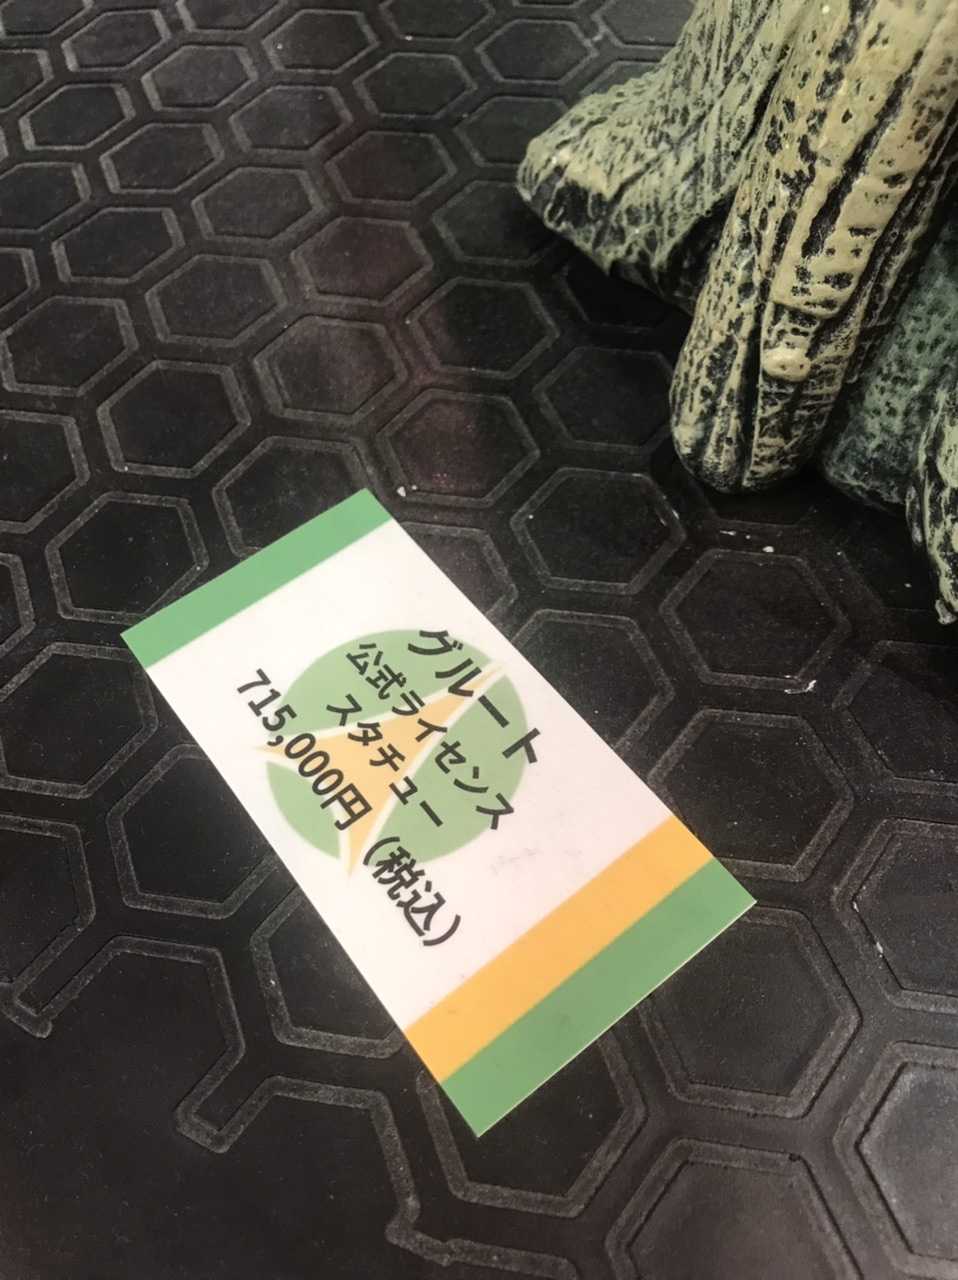 グルート
公式ライセンス
スタチュー
715,000円（税込）